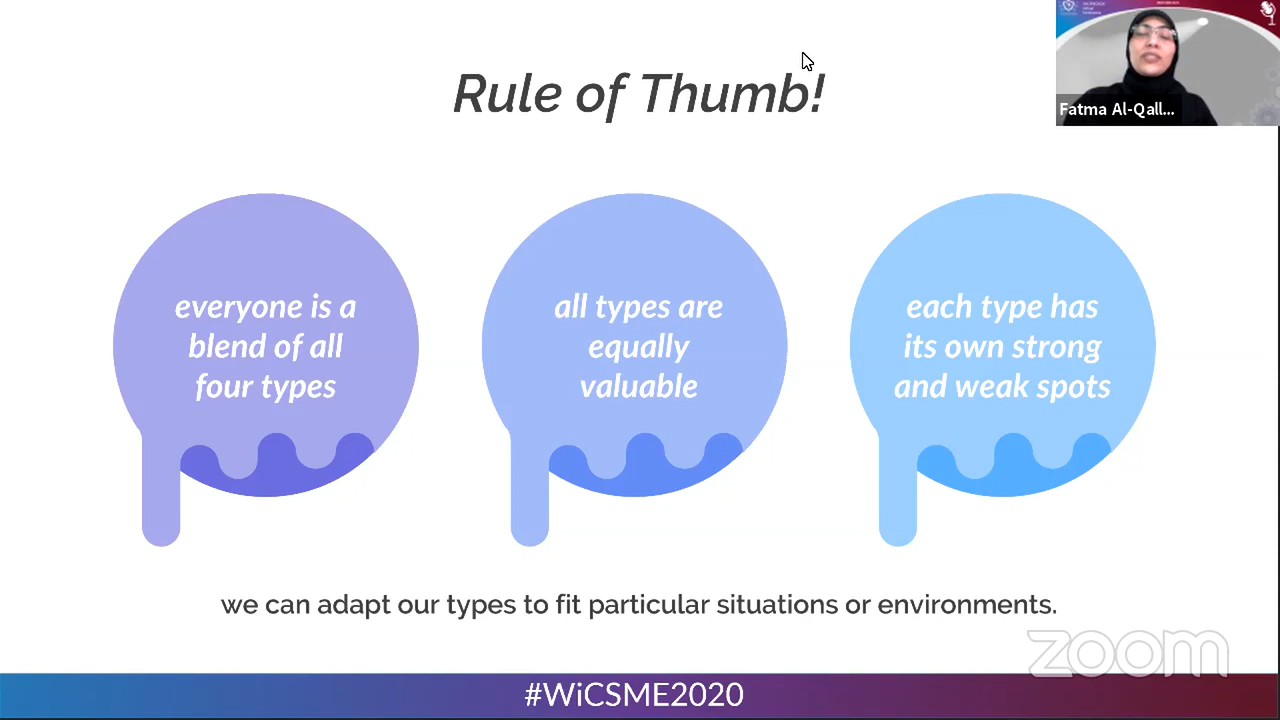 Rule of Thumb!
Fatma Al-Qall...
everyone is a
blend of all
four types
all types are
equally
valuable
each type has
its own strong
and weak spots
we can adapt our types to fit particular situations or environments.
zoom
#WiCSME2020